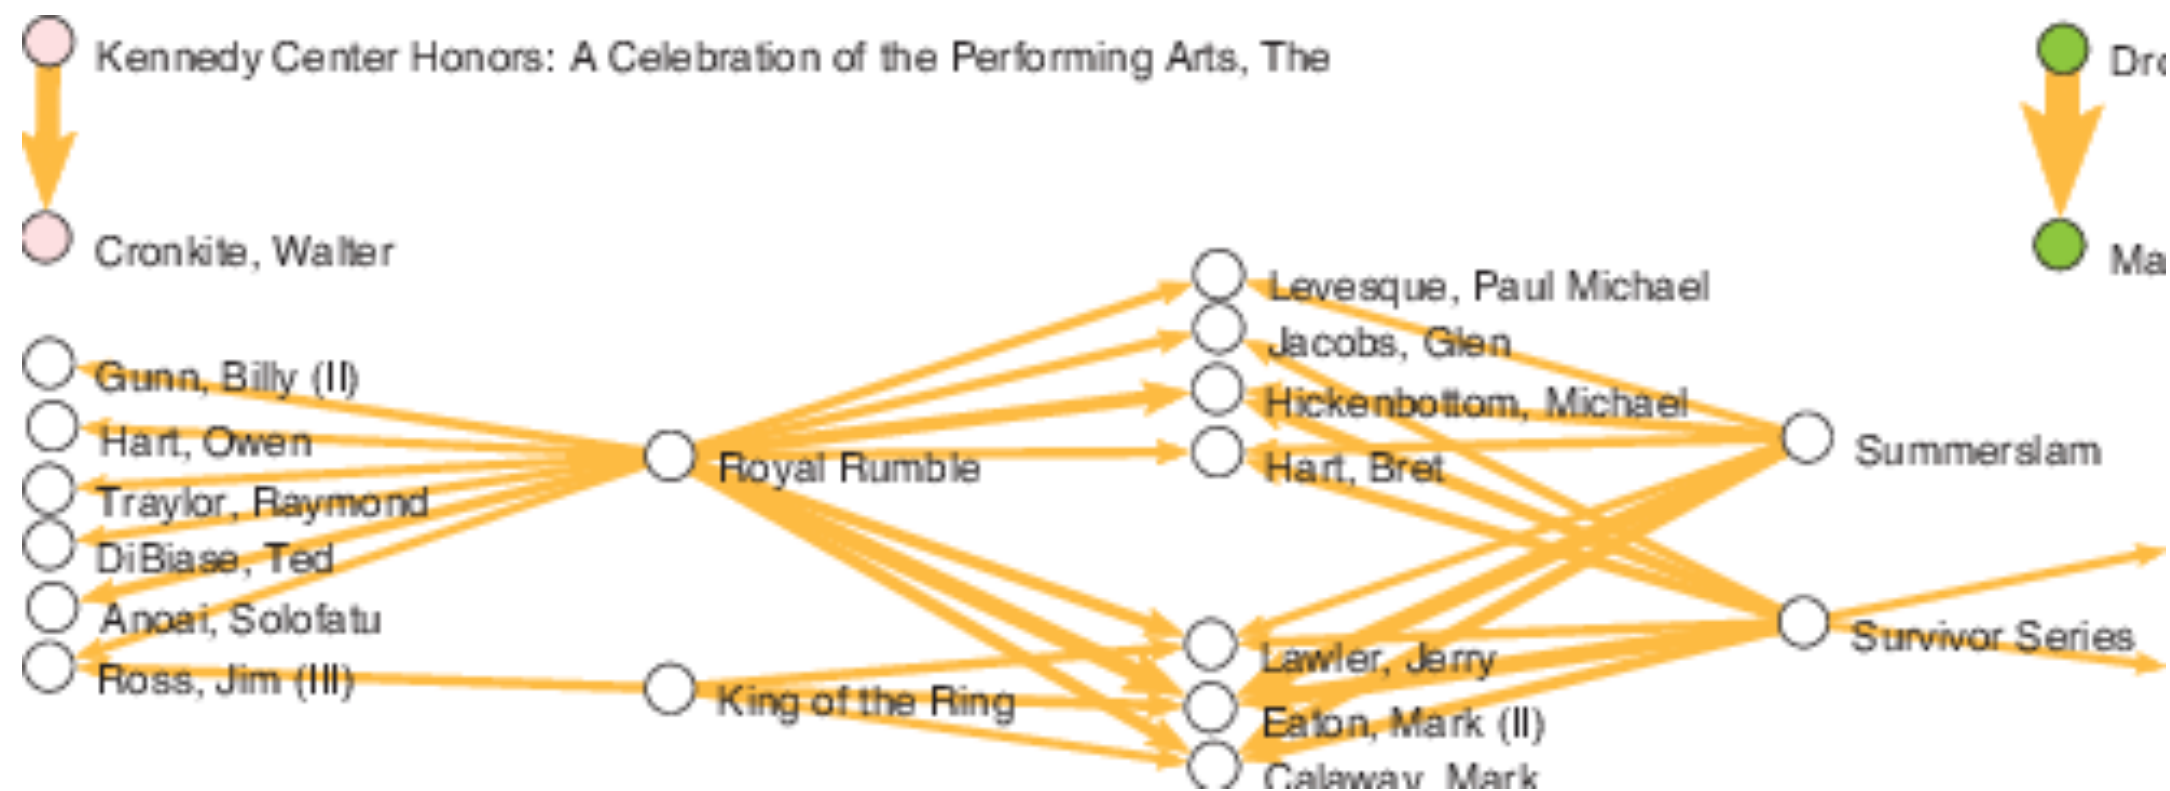 Kennedy Center Honors: A Celebration of the Performing Arts, The
Cronkite, Walter
Gunn, Billy (II)
Hart, Owen
Traylor, Raymond
DiBiase, Ted
Anoai, Solofatu
Ross, Jim (III)
Royal Rumble
King of the Ring
Levesque, Paul Michael
Jacobs, Glen
Hickenbottom, Michael
Hart, Bret
Lawler, Jerry
Eaton, Mark (II)
Calaway, Mark
Summerslam
Survivor Series